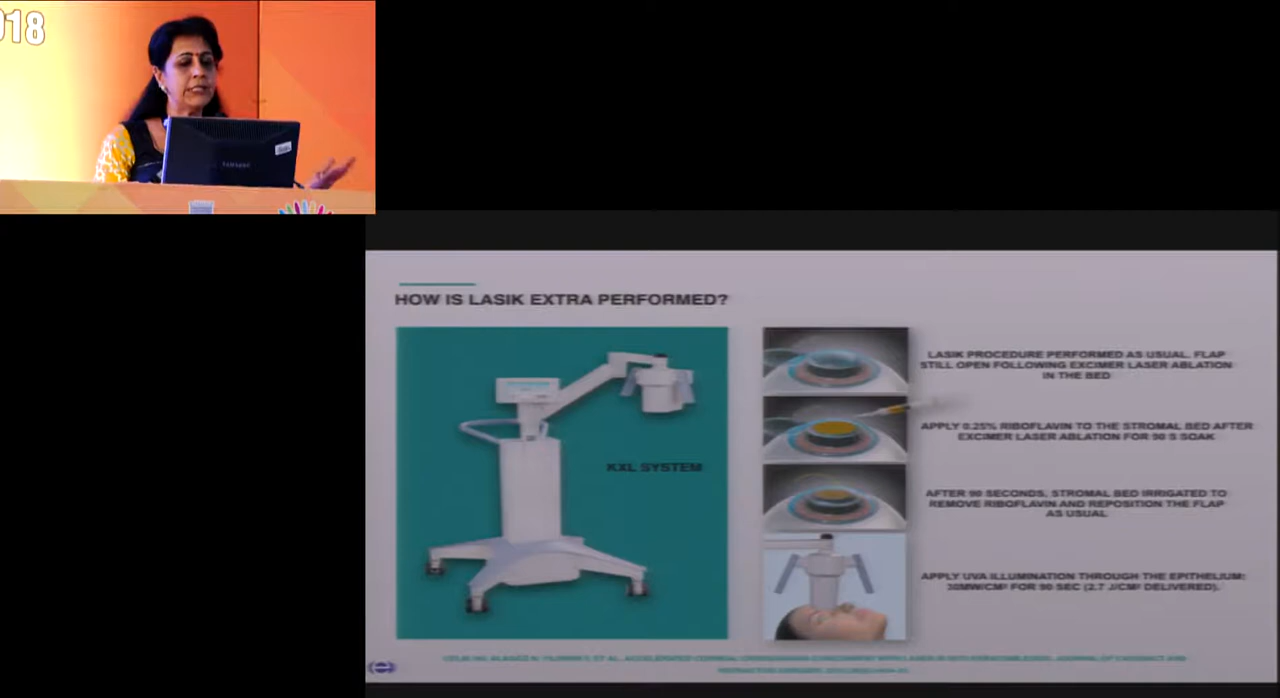 018
SAMSUNG
HOW IS LASIK EXTRA PERFORMED?
KXL SYSTEM
LASIK PROCEDURE PERFORMED AS USUAL. FLAP
STILL OPEN FOLLOWING EXCIMER LASER ABLATION
IN THE BED
APPLY 0.25% RIBOFLAVIN TO THE STROMAL BED AFTER
EXCIMER LASER ABLATION FOR 90 S SOAK
AFTER 90 SECONDS, STROMAL BED IRRIGATED TO
REMOVE RIBOFLAVIN AND REPOSITION THE FLAP
AS USUAL
APPLY UVA ILLUMINATION THROUGH THE EPITHELIUM:
30MW/CM² FOR 90 SEC (2.7 J/CM² DELIVERED).